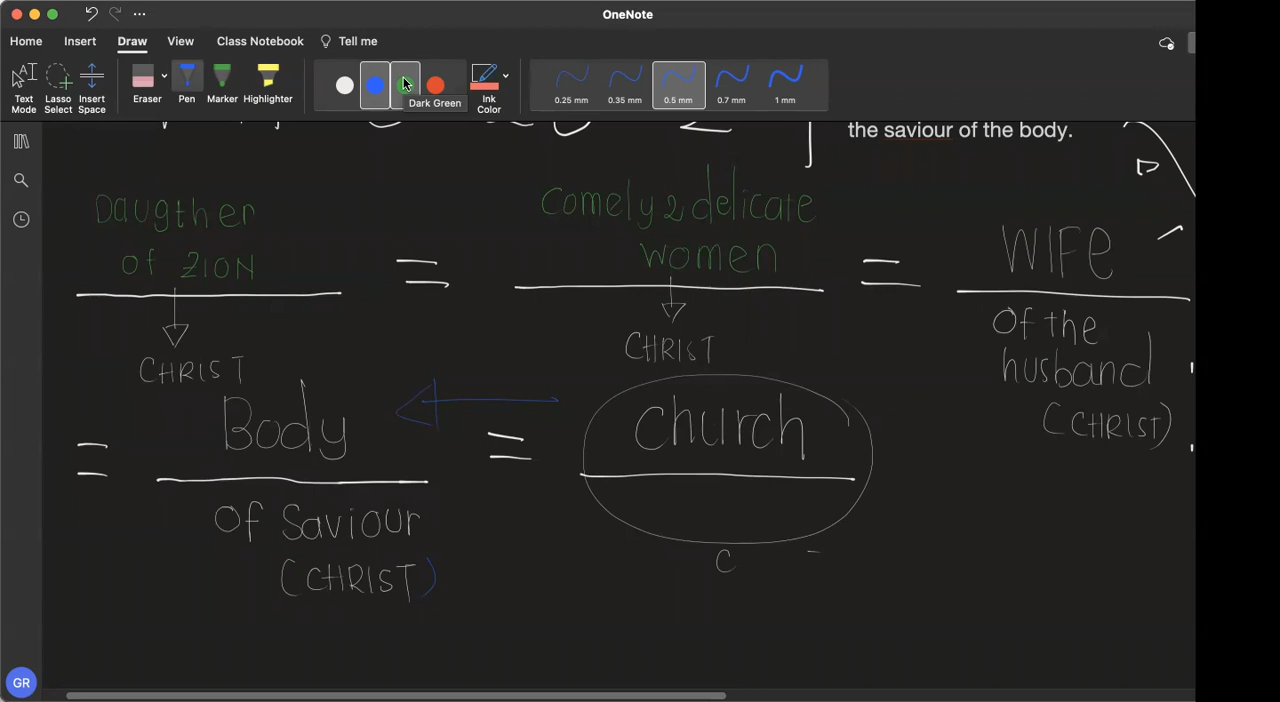 OneNote
Home Insert Draw View Class Notebook Tell me
Text Mode
Lasso Select
Insert Space
Eraser
Pen
Marker
Highlighter
Dark Green
Ink Color
0.25 mm 0.35 mm 0.5 mm 0.7 mm 1 mm
the saviour of the body.
Daugther
of ZION
=
Comely & delicate
women
=
WIFE
CHRIST
CHRIST
Of the
husband
(CHRIST)
=
Body
=
Church
Of Saviour
(CHRIST)
C
GR